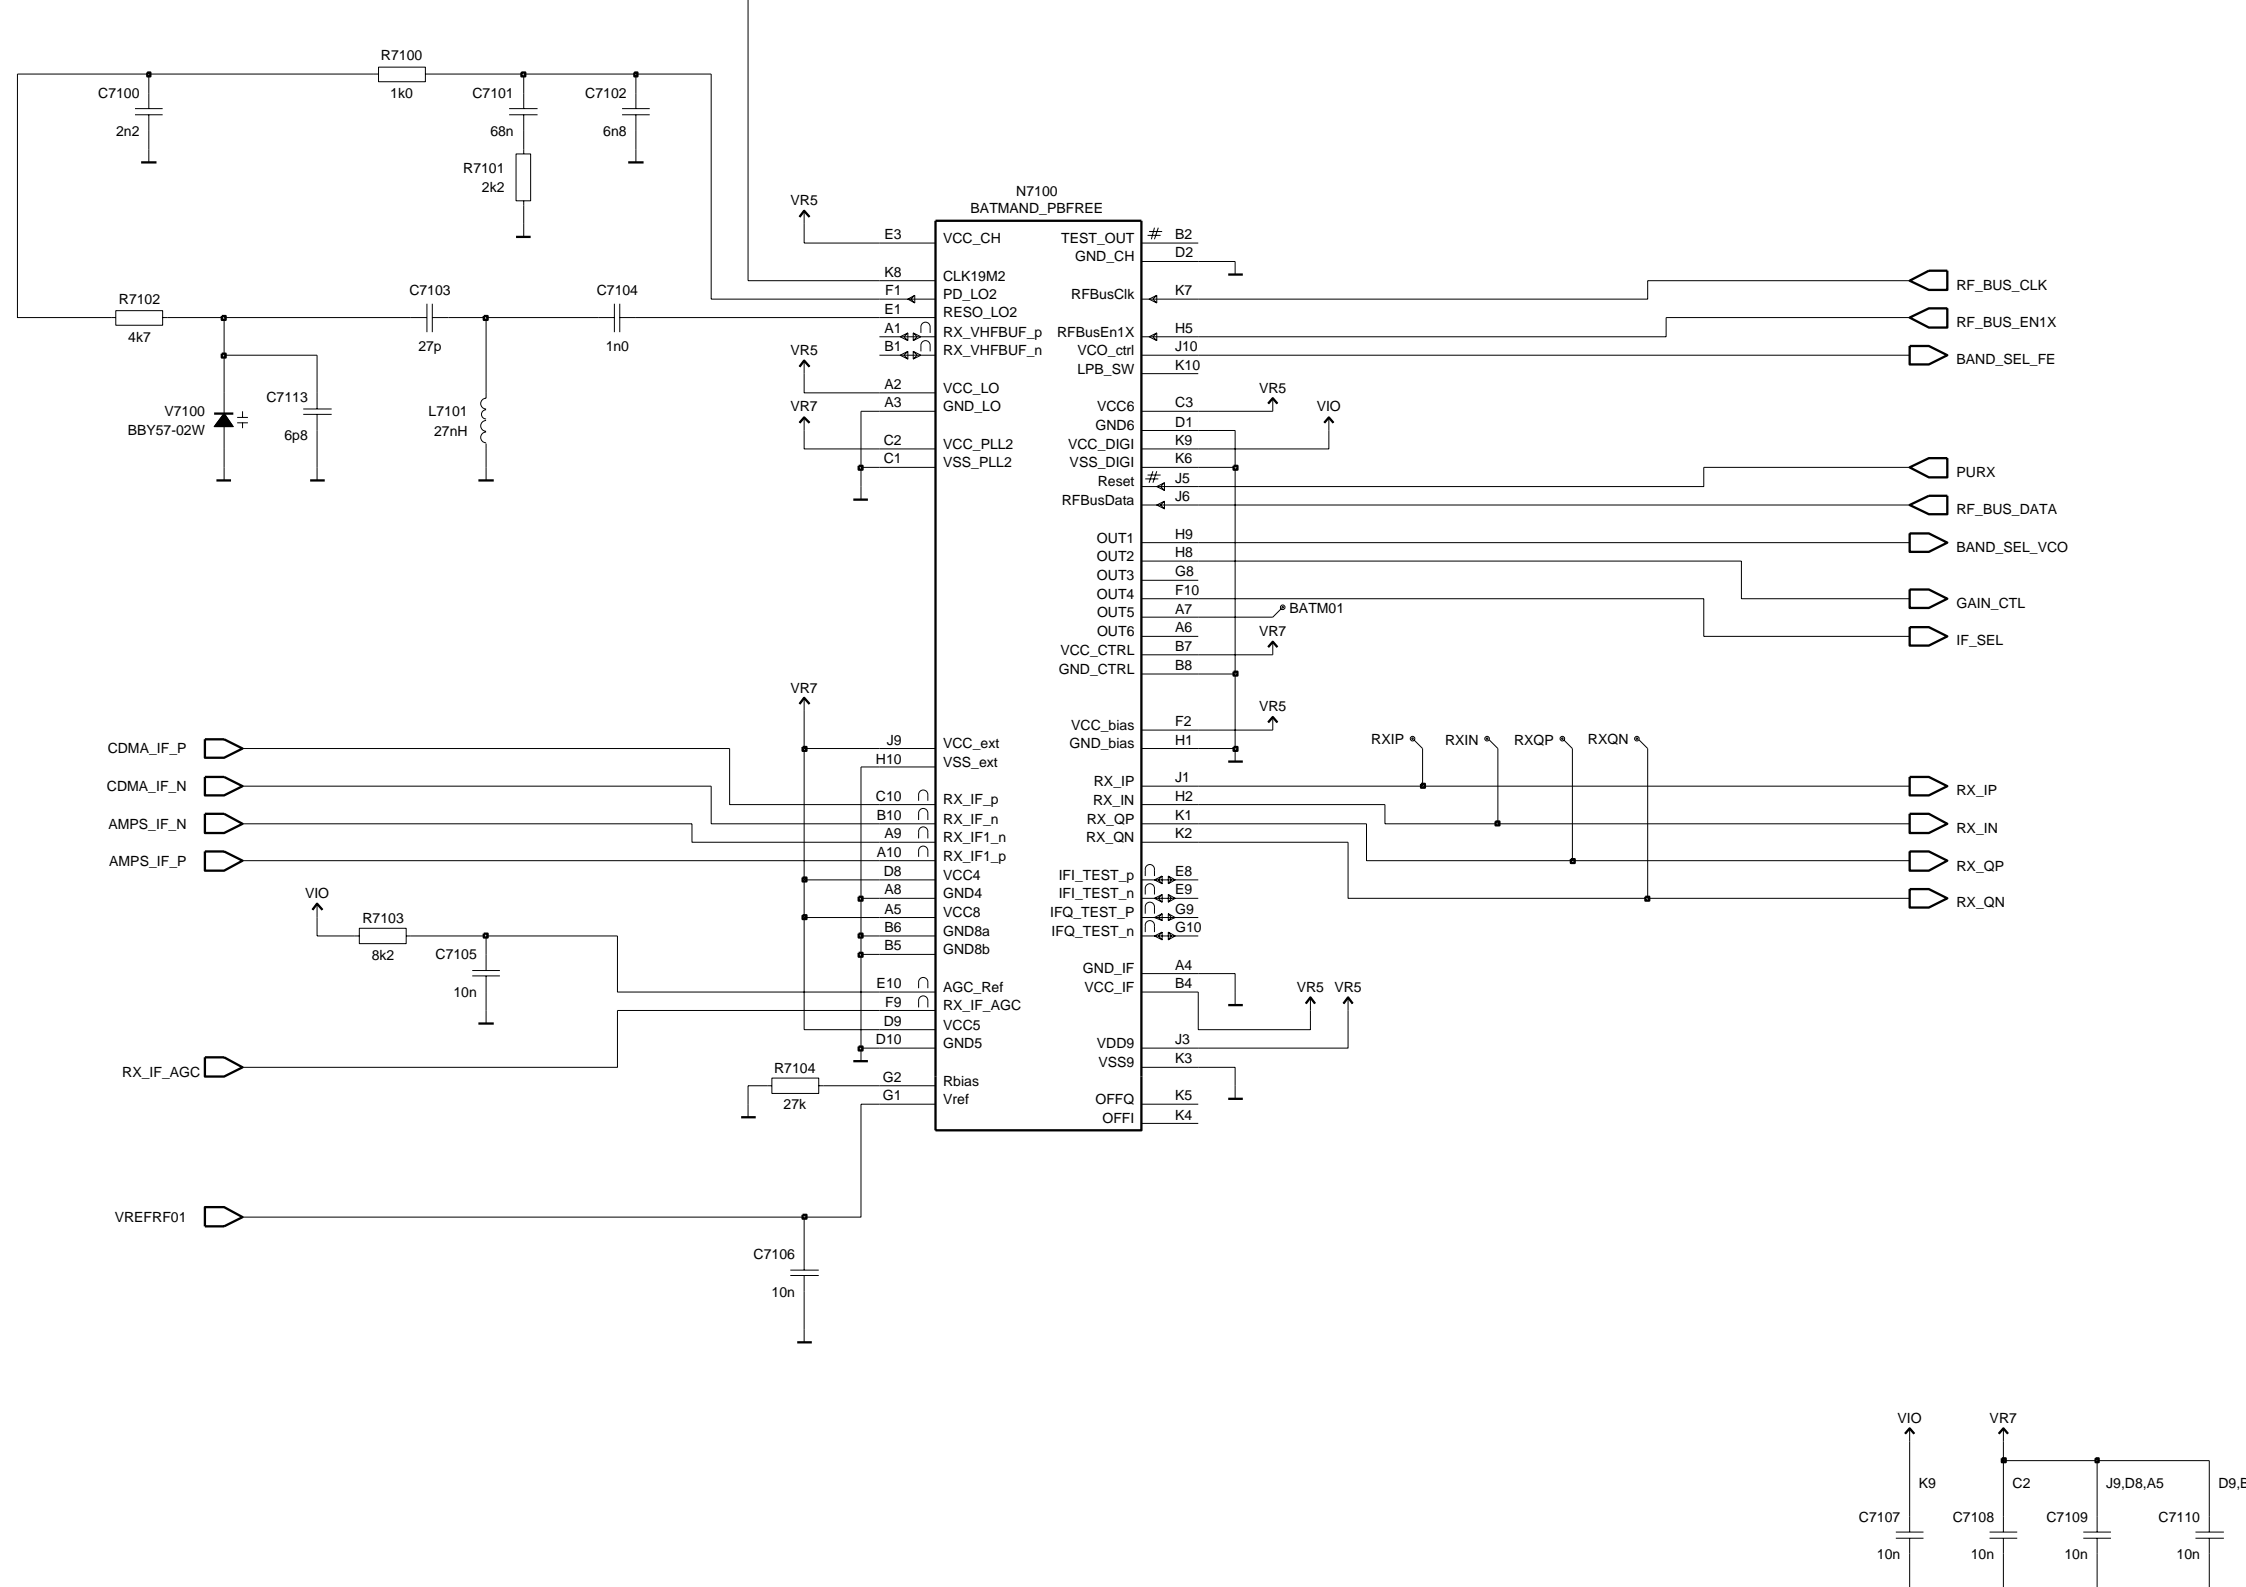 R7100
1k0
C7100
2n2
C7101
68n
C7102
6n8
R7101
2k2
R7102
4k7
C7103
27p
C7104
1n0
V7100
BBY57-02W
C7113
6p8
L7101
27nH
N7100
BATMAND_PBFREE
VR5
E3 VCC_CH
K8 CLK19M2
F1 PD_LO2
E1 RESO_LO2
A1 RX_VHFBUF_p
B1 RX_VHFBUF_n
VR5
A2 VCC_LO
A3 GND_LO
VR7
C2 VCC_PLL2
C1 VSS_PLL2
VR7
J9 VCC_ext
H10 VSS_ext
C10 RX_IF_p
B10 RX_IF_n
A9 RX_IF1_n
A10 RX_IF1_p
D8 VCC4
A8 GND4
A5 VCC8
B6 GND8a
B5 GND8b
E10 AGC_Ref
F9 RX_IF_AGC
D9 VCC5
D10 GND5
G2 Rbias
G1 Vref
CDMA_IF_P
CDMA_IF_N
AMPS_IF_N
AMPS_IF_P
VIO
R7103
8k2
C7105
10n
RX_IF_AGC
R7104
27k
VREFRF01
C7106
10n
TEST_OUT # B2
GND_CH D2
RFBusClk K7
RFBusEn1X H5
VCO_ctrl J10
LPB_SW K10
VCC6 C3
VR5
GND6 D1
VCC_DIGI K9
VIO
VSS_DIGI K6
Reset # J5
RFBusData J6
OUT1 H9
OUT2 H8
OUT3 G8
OUT4 F10
OUT5 A7
BATM01
OUT6 A6
VCC_CTRL B7
VR7
GND_CTRL B8
VCC_bias F2
VR5
GND_bias H1
RX_IP J1
RX_IN H2
RX_QP K1
RX_QN K2
IFI_TEST_p E8
IFI_TEST_n E9
IFQ_TEST_P G9
IFQ_TEST_n G10
GND_IF A4
VCC_IF B4
VR5 VR5
VDD9 J3
VSS9 K3
OFFQ K5
OFFI K4
RF_BUS_CLK
RF_BUS_EN1X
BAND_SEL_FE
PURX
RF_BUS_DATA
BAND_SEL_VCO
GAIN_CTL
IF_SEL
RXIP RXIN RXQP RXQN
RX_IP
RX_IN
RX_QP
RX_QN
VIO VR7
K9 C2 J9,D8,A5
C7107 C7108 C7109 C7110
10n 10n 10n 10n